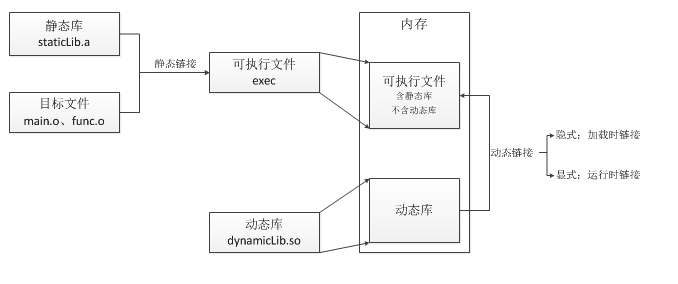 静态库
staticLib.a
目标文件
main.o、func.o
静态链接
可执行文件
exec
动态库
dynamicLib.so
内存
可执行文件
含静态库
不含动态库
动态库
动态链接
隐式：加载时链接
显式：运行时链接